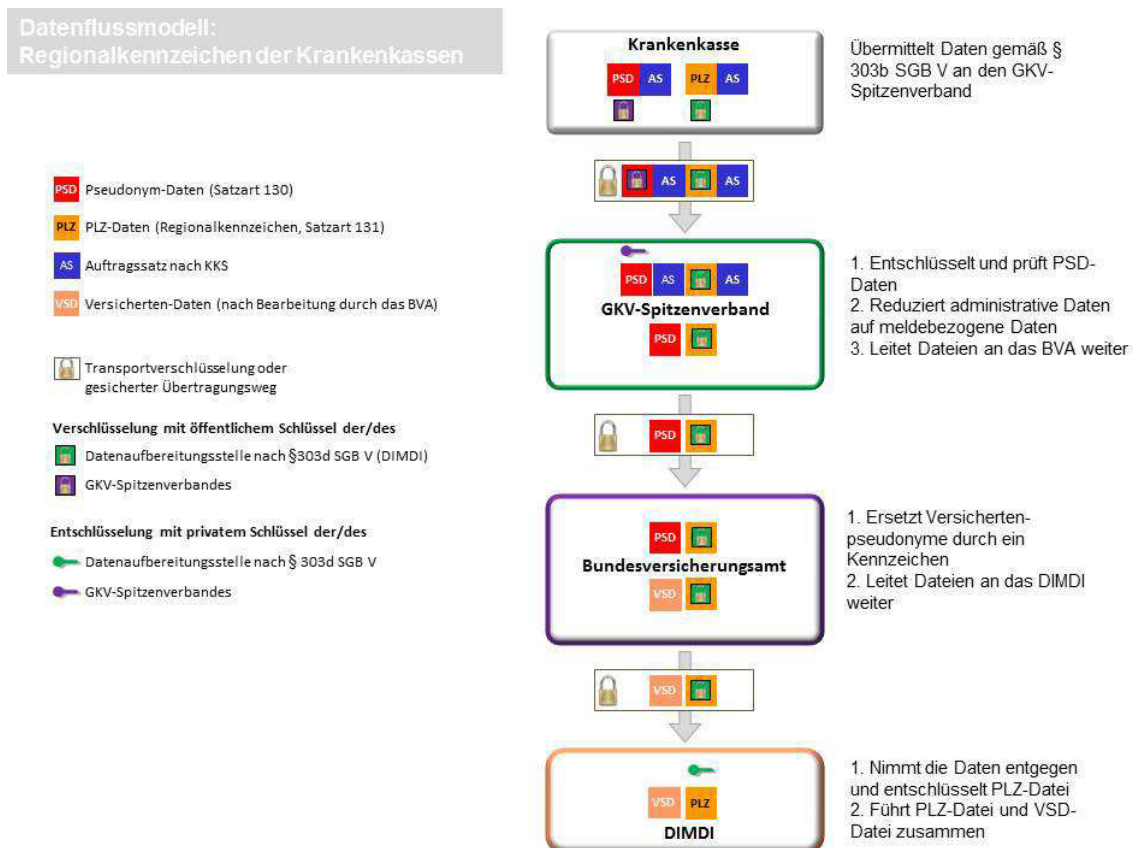 Datenflussmodell:
Regionalkennzeichen der Krankenkassen
Krankenkasse
PSD AS PLZ AS
Übermittelt Daten gemäß §
303b SGB V an den GKV-
Spitzenverband
AS AS
PSD Pseudonym-Daten (Satzart 130)
PLZ PLZ-Daten (Regionalkennzeichen, Satzart 131)
AS Auftragssatz nach KKS
VSD Versicherten-Daten (nach Bearbeitung durch das BVA)
Transportverschlüsselung oder
gesicherter Übertragungsweg
Verschlüsselung mit öffentlichem Schlüssel der/des
Datenaufbereitungsstelle nach §303d SGB V (DIMDI)
GKV-Spitzenverbandes
Entschlüsselung mit privatem Schlüssel der/des
Datenaufbereitungsstelle nach § 303d SGB V
GKV-Spitzenverbandes
PSD AS AS
GKV-Spitzenverband
PSD
1. Entschlüsselt und prüft PSD-
Daten
2. Reduziert administrative Daten
auf meldebezogene Daten
3. Leitet Dateien an das BVA weiter
PSD
PSD
Bundesversicherungsamt
VSD
1. Ersetzt Versicherten-
pseudonyme durch ein
Kennzeichen
2. Leitet Dateien an das DIMDI
weiter
VSD
VSD PLZ
DIMDI
1. Nimmt die Daten entgegen
und entschlüsselt PLZ-Datei
2. Führt PLZ-Datei und VSD-
Datei zusammen